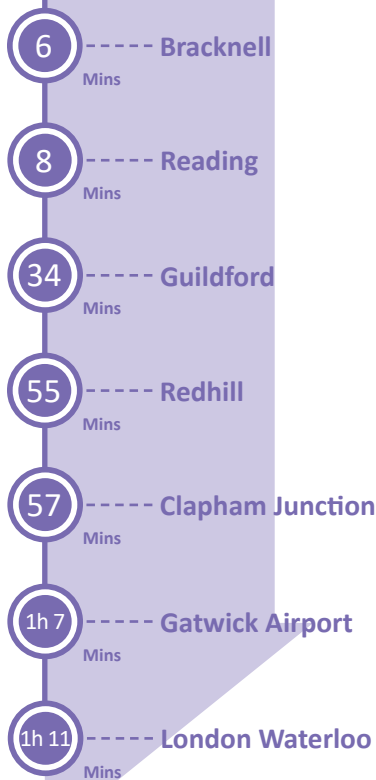 6 Bracknell
Mins
8 Reading
Mins
34 Guildford
Mins
55 Redhill
Mins
57 Clapham Junction
Mins
1h 7 Gatwick Airport
Mins
1h 11 London Waterloo
Mins